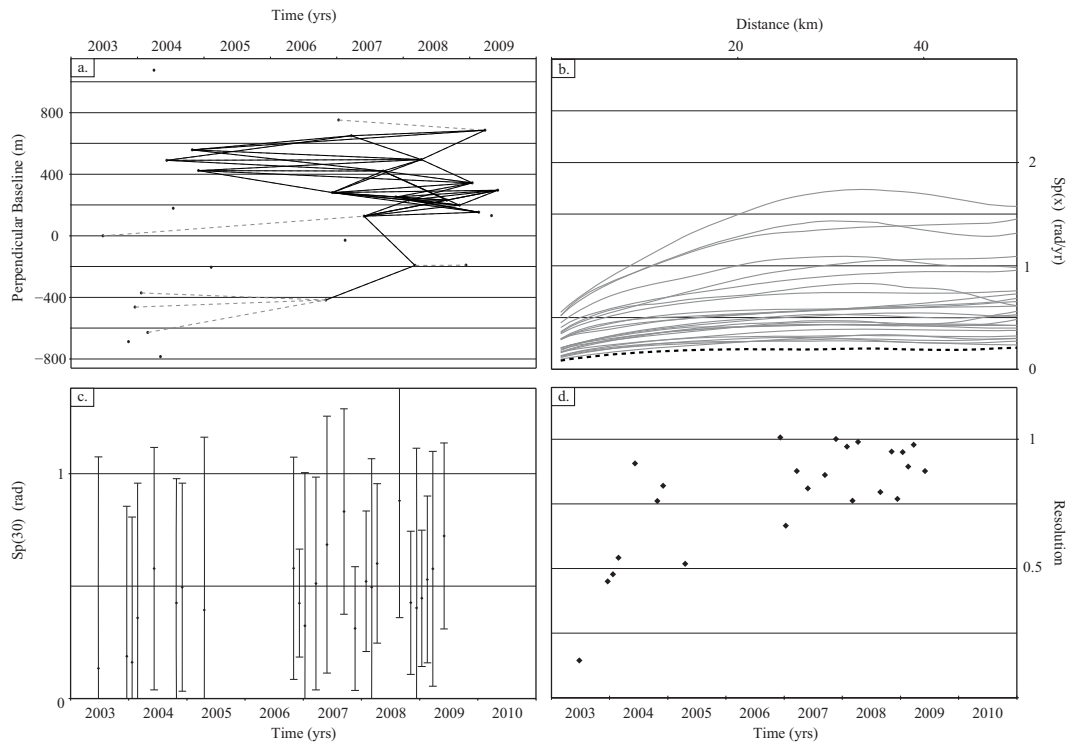 Time (yrs)
2003 2004 2005 2006 2007 2008 2009
a.
Perpendicular Baseline (m)
800
400
0
−400
−800
Distance (km)
20 40
b.
2
1
0
Sp(x) (rad/yr)
c.
Sp(30) (rad)
1
0
2003 2004 2005 2006 2007 2008 2009 2010
Time (yrs)
d.
1
0.5
Resolution
2003 2004 2005 2006 2007 2008 2009 2010
Time (yrs)